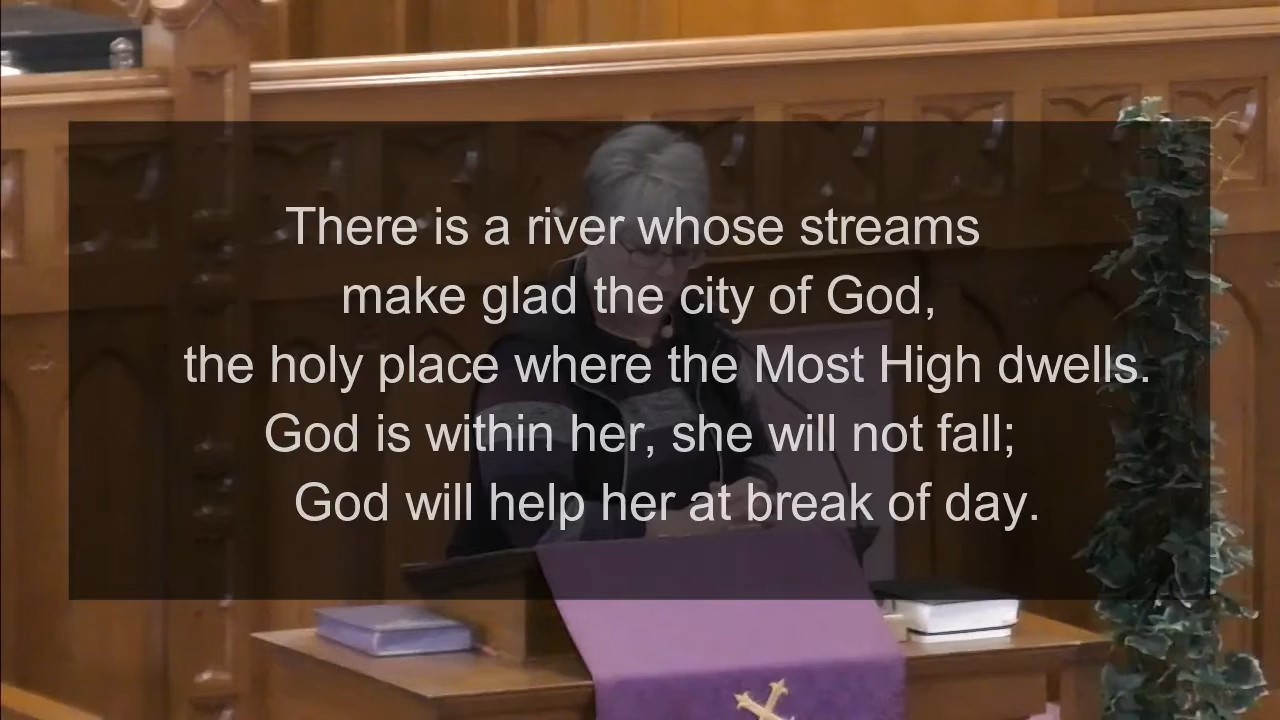 There is a river whose streams
make glad the city of God,
the holy place where the Most High dwells.
God is within her, she will not fall;
God will help her at break of day.